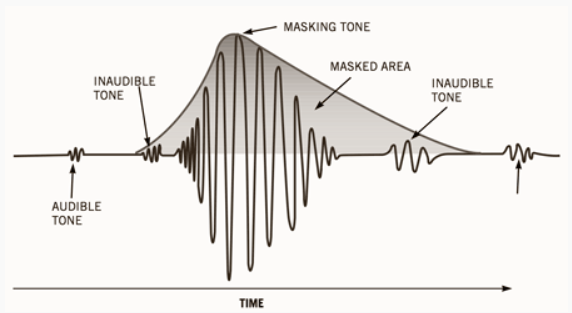 MASKING TONE
MASKED AREA
INAUDIBLE
TONE
INAUDIBLE
TONE
AUDIBLE
TONE
TIME